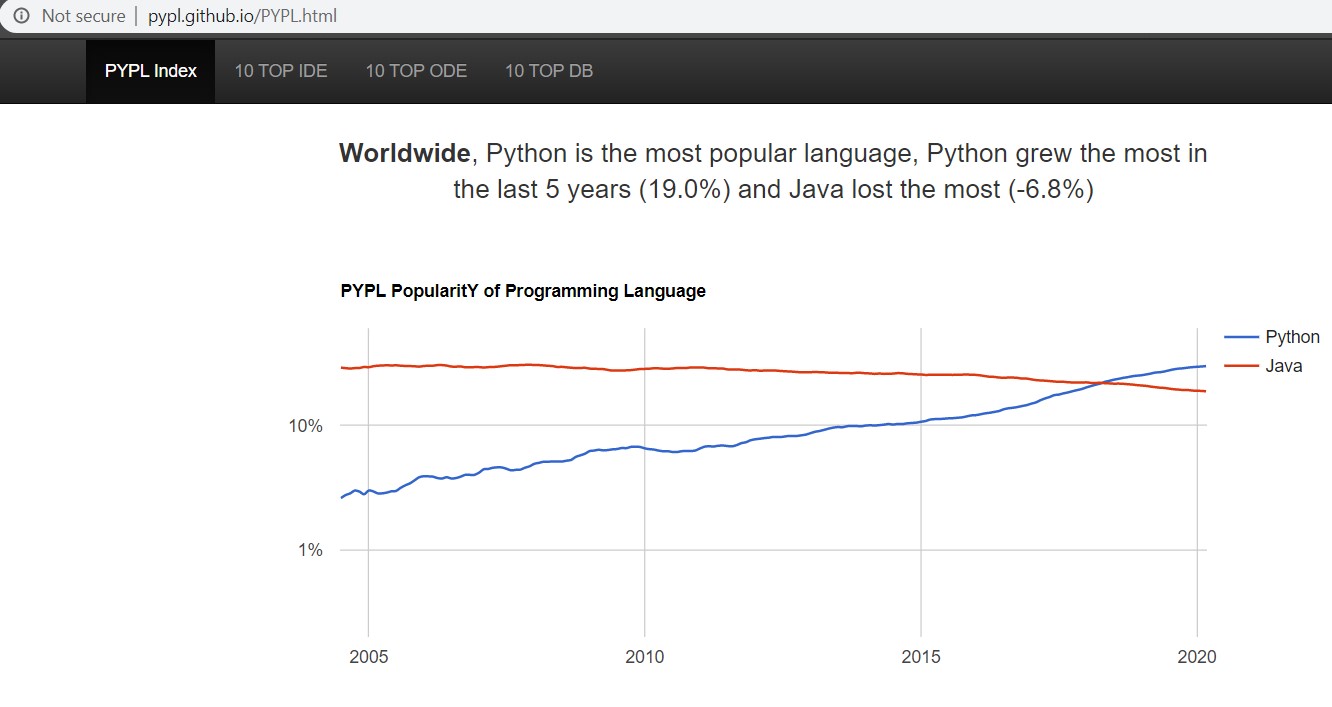 Not secure | pypl.github.io/PYPL.html
PYPL Index 10 TOP IDE 10 TOP ODE 10 TOP DB
Worldwide, Python is the most popular language, Python grew the most in
the last 5 years (19.0%) and Java lost the most (-6.8%)
PYPL PopularitY of Programming Language
Python
Java
10%
1%
2005 2010 2015 2020